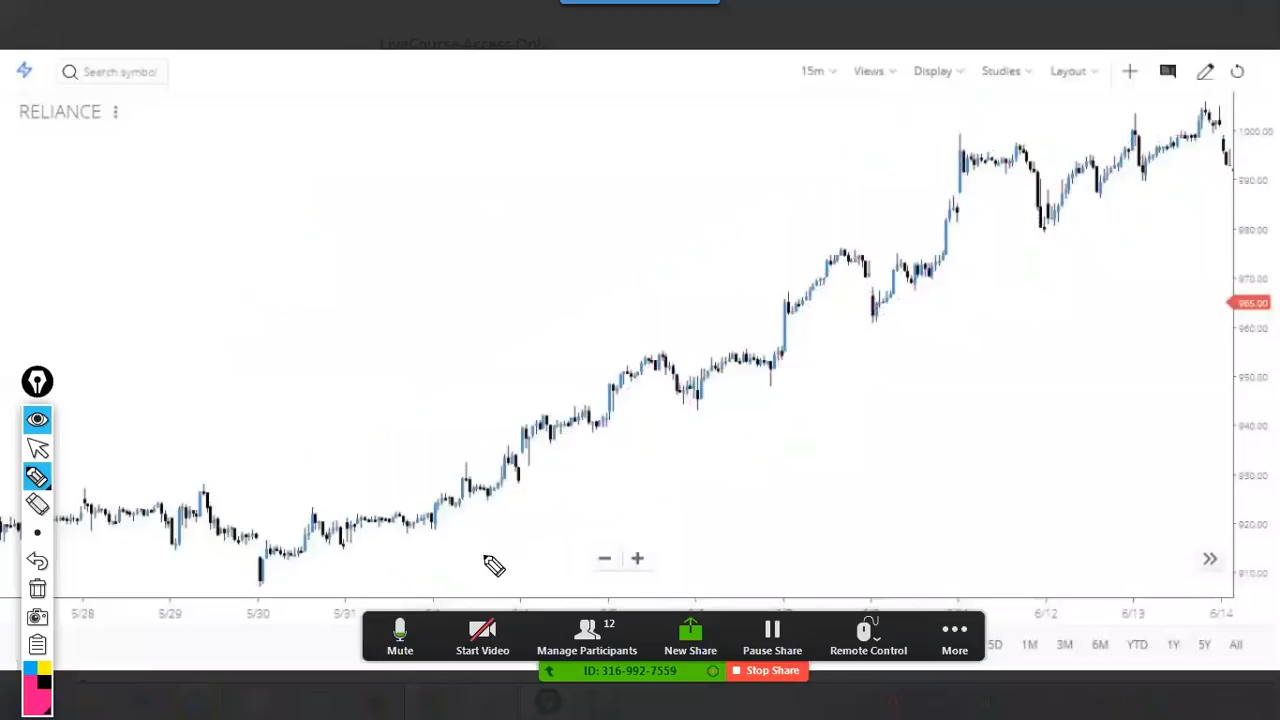 LiveCourse Access Onl
Search symbol
15m Views Display Studies Layout
RELIANCE
1000.00
990.00
980.00
970.00
965.00
960.00
950.00
940.00
930.00
920.00
910.00
5/28 5/29 5/30 5/31 6/12 6/13 6/14
12
Mute Start Video Manage Participants New Share Pause Share Remote Control More
5D 1M 3M 6M YTD 1Y 5Y All
ID: 316-992-7559 Stop Share